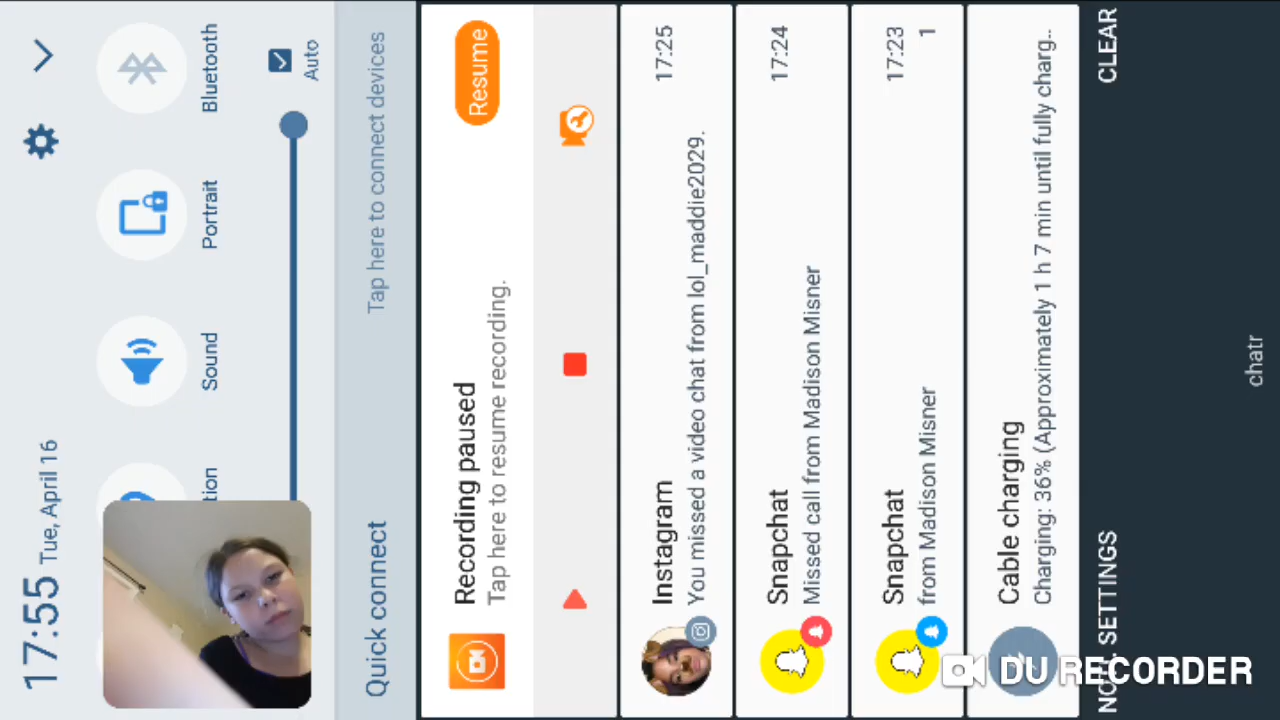 17:55 Tue, April 16
tion
Sound
Portrait
Bluetooth
Auto
Quick connect
Tap here to connect devices
Recording paused
Tap here to resume recording.
Resume
Instagram
17:25
You missed a video chat from lol_maddie2029.
Snapchat
17:24
Missed call from Madison Misner
Snapchat
17:23
from Madison Misner
1
Cable charging
Charging: 36% (Approximately 1 h 7 min until fully charg..
SETTINGS
CLEAR
chatr
DU RECORDER